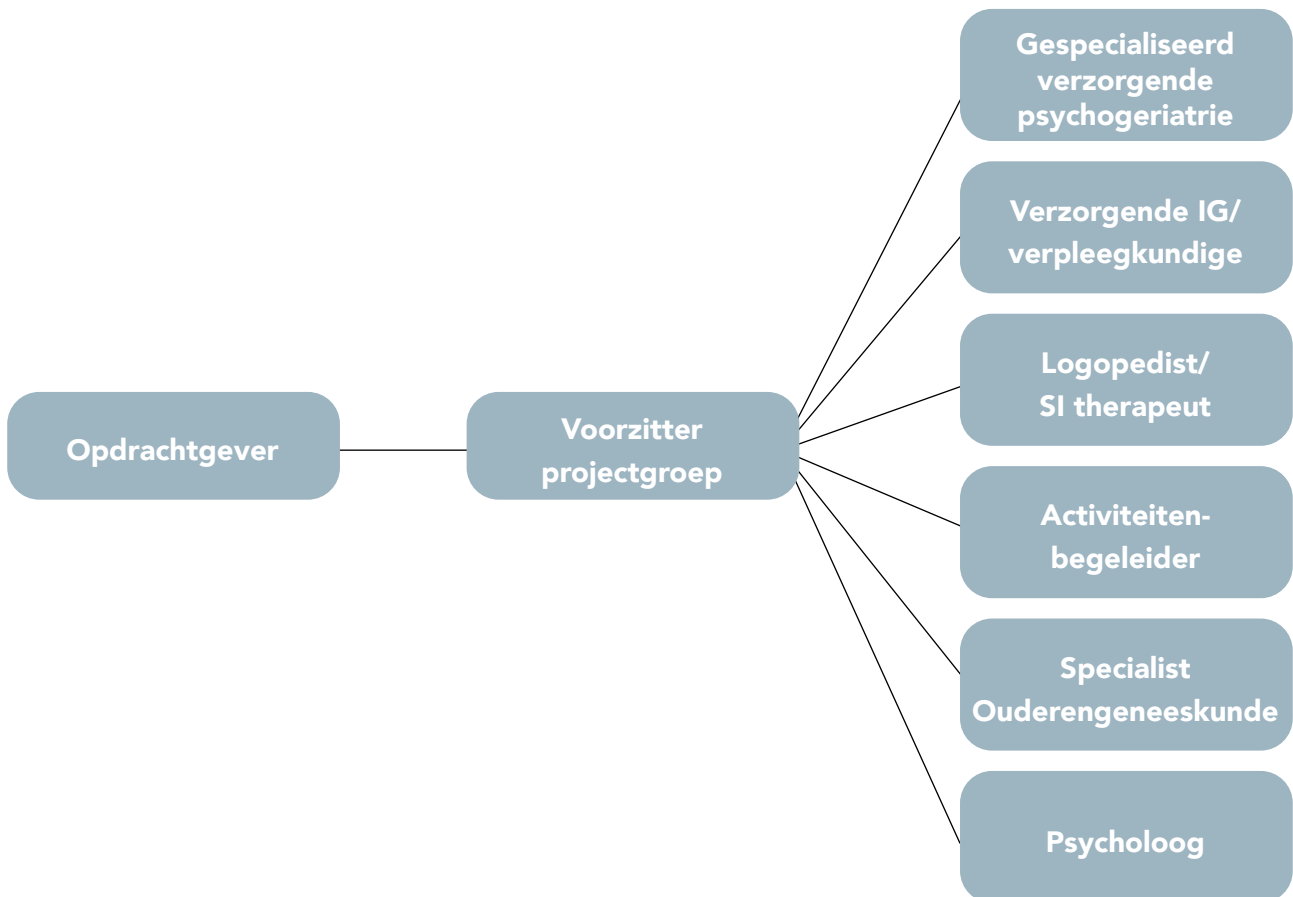 Opdrachtgever
Voorzitter
projectgroep
Gespecialiseerd
verzorgende
psychogeriatrie
Verzorgende IG/
verpleegkundige
Logopedist/
SI therapeut
Activiteiten-
begeleider
Specialist
Ouderengeneeskunde
Psycholoog